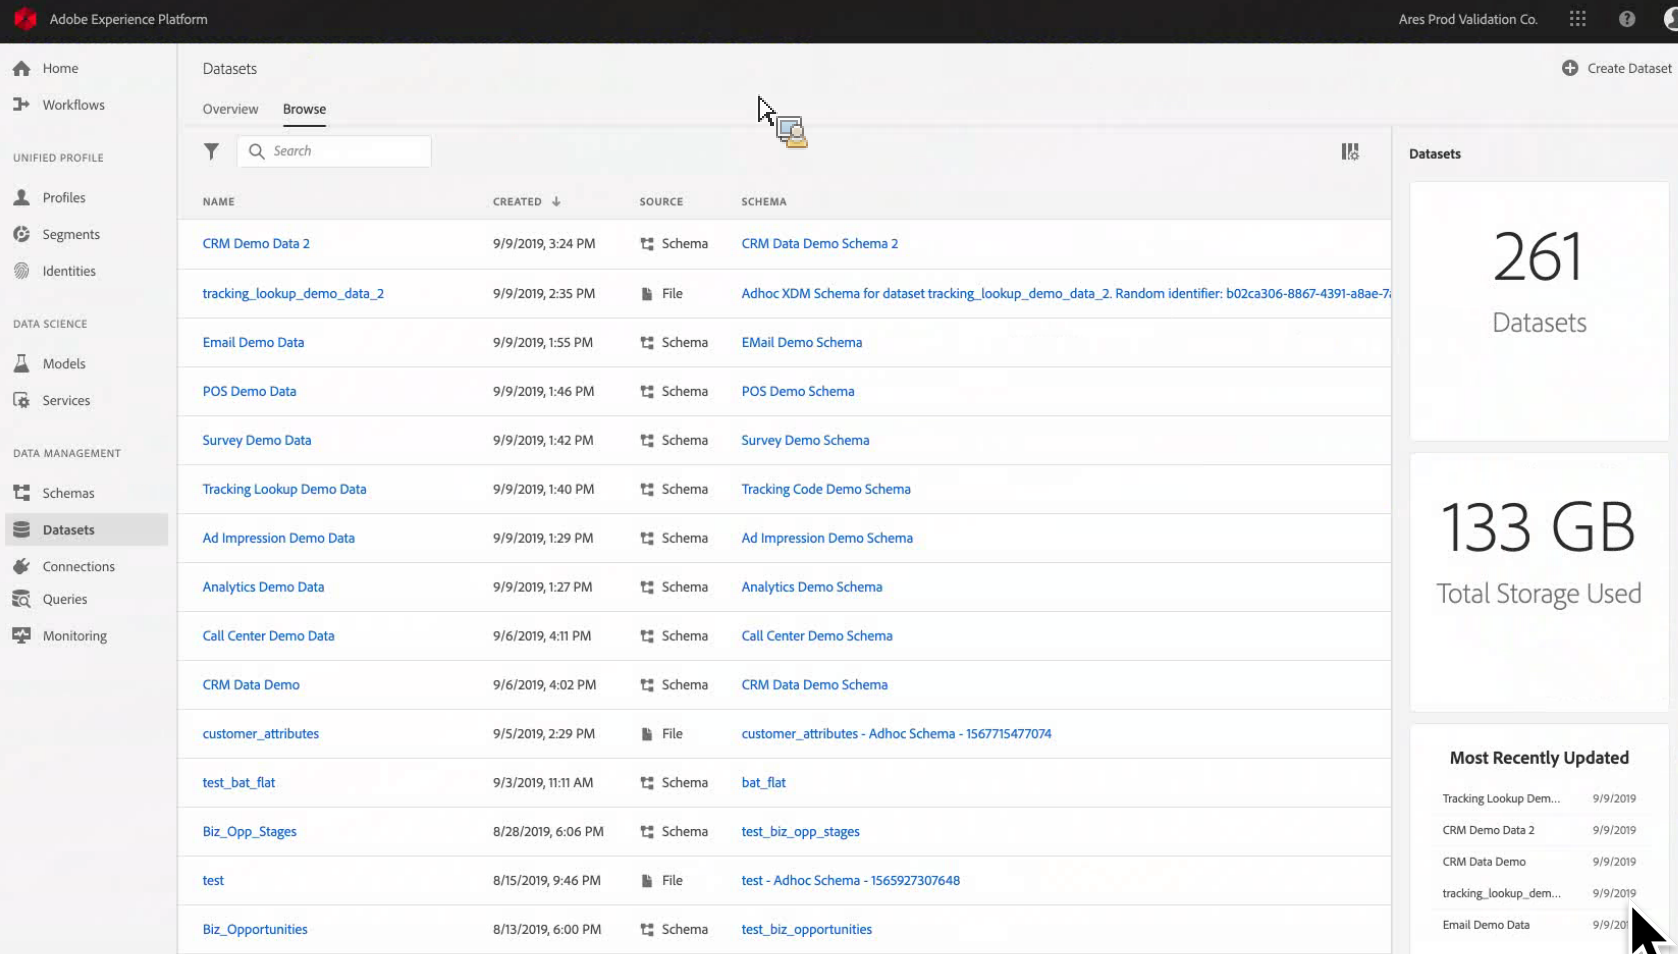 Adobe Experience Platform
Ares Prod Validation Co.
Home
Workflows
UNIFIED PROFILE
Profiles
Segments
Identities
DATA SCIENCE
Models
Services
DATA MANAGEMENT
Schemas
Datasets
Connections
Queries
Monitoring
Datasets
Create Dataset
Overview Browse
Search
NAME CREATED SOURCE SCHEMA
CRM Demo Data 2 9/9/2019, 3:24 PM Schema CRM Data Demo Schema 2
tracking_lookup_demo_data_2 9/9/2019, 2:35 PM File Adhoc XDM Schema for dataset tracking_lookup_demo_data_2. Random identifier: b02ca306-8867-4391-a8ae-7
Email Demo Data 9/9/2019, 1:55 PM Schema EMail Demo Schema
POS Demo Data 9/9/2019, 1:46 PM Schema POS Demo Schema
Survey Demo Data 9/9/2019, 1:42 PM Schema Survey Demo Schema
Tracking Lookup Demo Data 9/9/2019, 1:40 PM Schema Tracking Code Demo Schema
Ad Impression Demo Data 9/9/2019, 1:29 PM Schema Ad Impression Demo Schema
Analytics Demo Data 9/9/2019, 1:27 PM Schema Analytics Demo Schema
Call Center Demo Data 9/6/2019, 4:11 PM Schema Call Center Demo Schema
CRM Data Demo 9/6/2019, 4:02 PM Schema CRM Data Demo Schema
customer_attributes 9/5/2019, 2:29 PM File customer_attributes - Adhoc Schema - 1567715477074
test_bat_flat 9/3/2019, 11:11 AM Schema bat_flat
Biz_Opp_Stages 8/28/2019, 6:06 PM Schema test_biz_opp_stages
test 8/15/2019, 9:46 PM File test - Adhoc Schema - 1565927307648
Biz_Opportunities 8/13/2019, 6:00 PM Schema test_biz_opportunities
Datasets
261
Datasets
133 GB
Total Storage Used
Most Recently Updated
Tracking Lookup Dem... 9/9/2019
CRM Demo Data 2 9/9/2019
CRM Data Demo 9/9/2019
tracking_lookup_dem... 9/9/2019
Email Demo Data 9/9/20